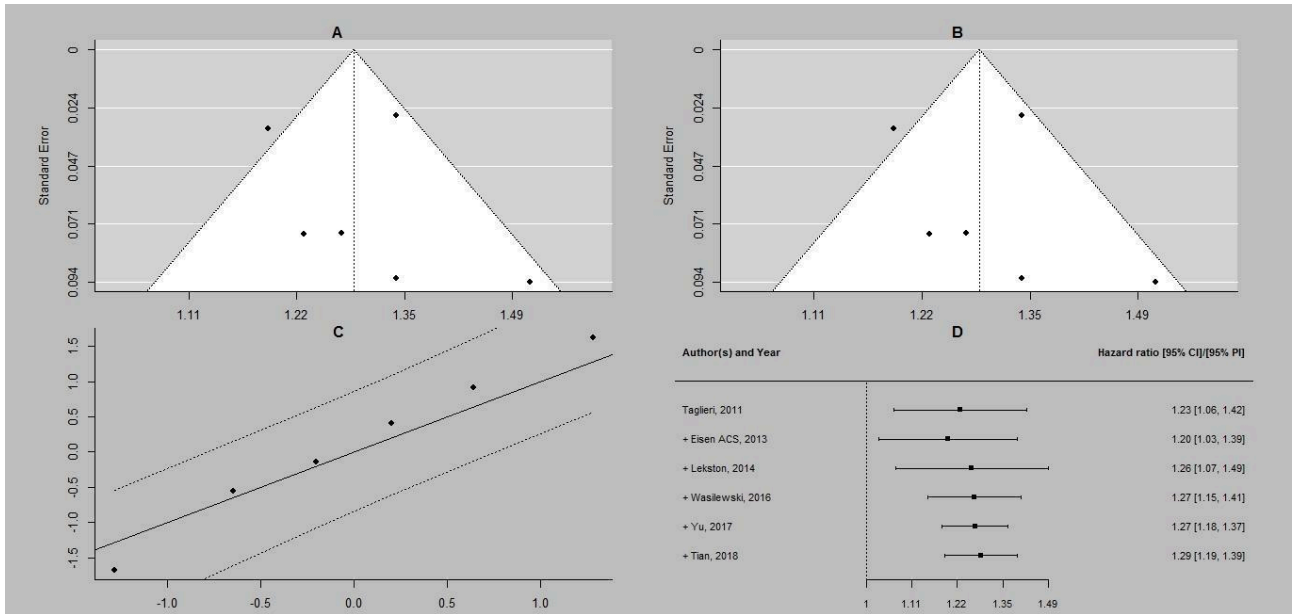 A
Standard Error
0
0.024
0.047
0.071
0.094
1.11 1.22 1.35 1.49
B
Standard Error
0
0.024
0.047
0.071
0.094
1.11 1.22 1.35 1.49
C
1.5
1.0
0.5
0.0
-0.5
-1.0
-1.5
-1.0 -0.5 0.0 0.5 1.0
D
Author(s) and Year Hazard ratio [95% CI]/[95% PI]
Taglieri, 2011 1.23 [1.06, 1.42]
+ Eisen ACS, 2013 1.20 [1.03, 1.39]
+ Lekston, 2014 1.26 [1.07, 1.49]
+ Wasilewski, 2016 1.27 [1.15, 1.41]
+ Yu, 2017 1.27 [1.18, 1.37]
+ Tian, 2018 1.29 [1.19, 1.39]
1 1.11 1.22 1.35 1.49